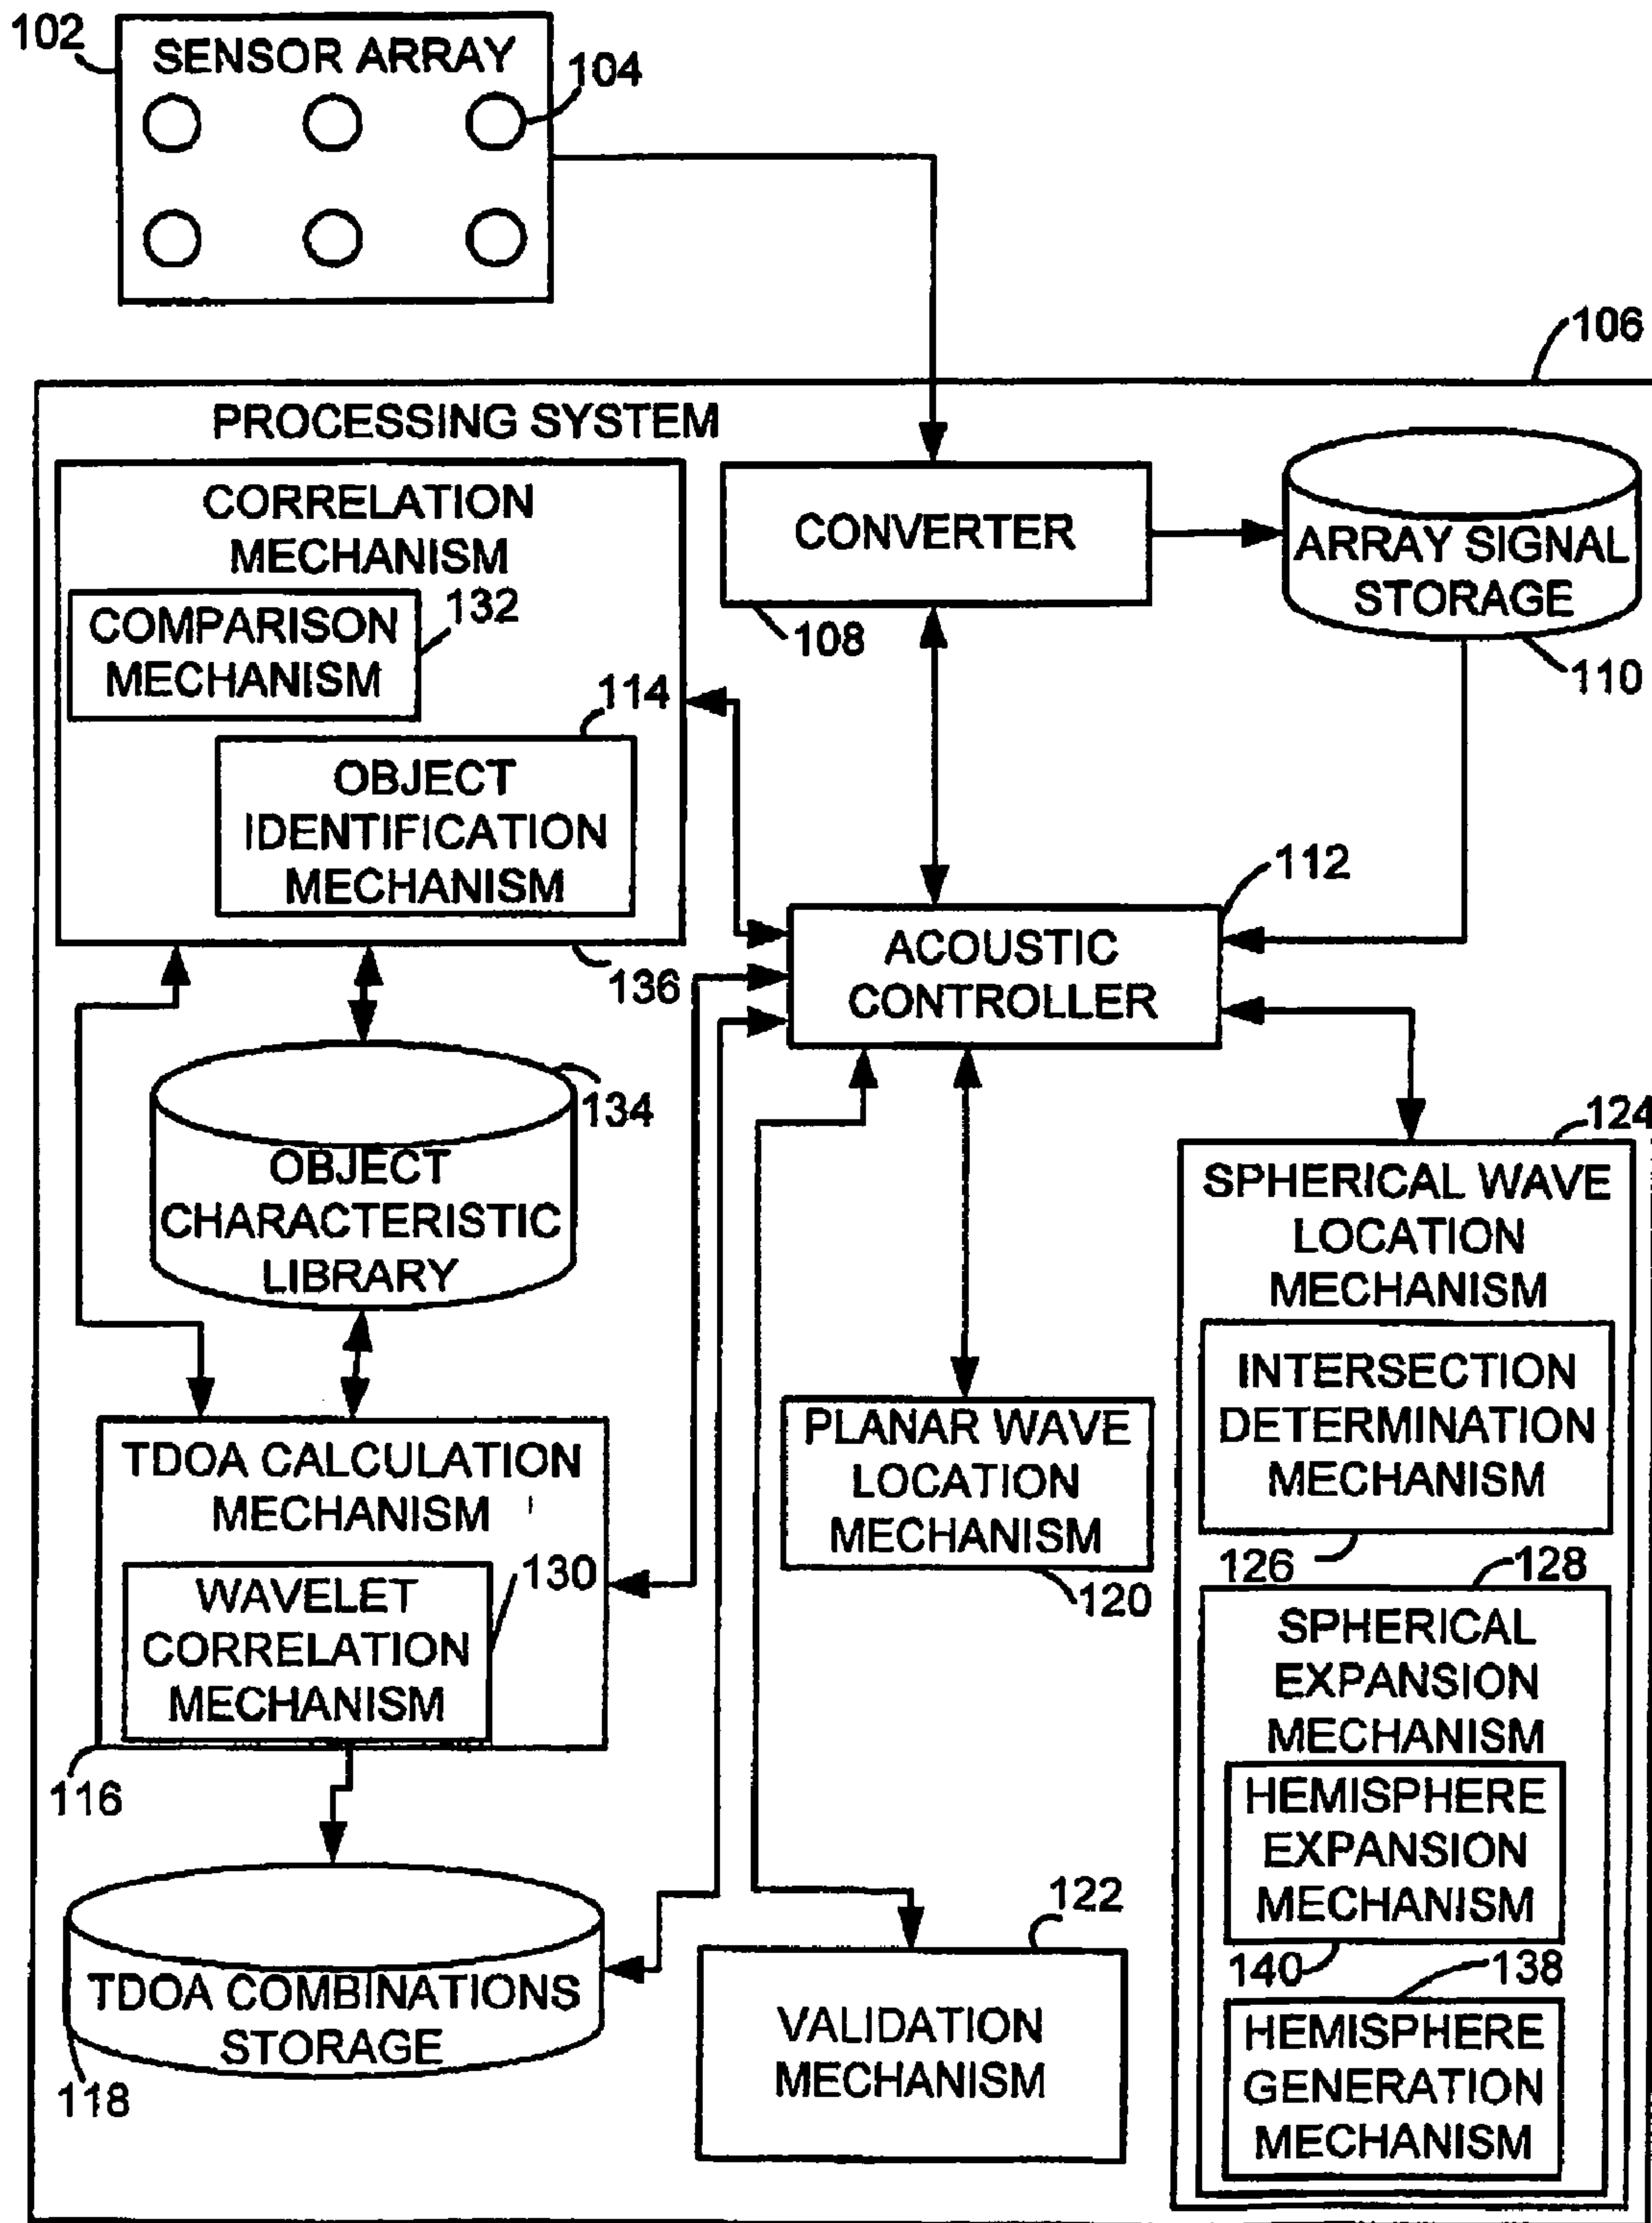 102
SENSOR ARRAY
104
106
PROCESSING SYSTEM
CORRELATION
MECHANISM
COMPARISON
MECHANISM
132
114
OBJECT
IDENTIFICATION
MECHANISM
136
CONVERTER
108
ARRAY SIGNAL
STORAGE
110
112
ACOUSTIC
CONTROLLER
134
OBJECT
CHARACTERISTIC
LIBRARY
TDOA CALCULATION
MECHANISM
WAVELET
CORRELATION
MECHANISM
130
116
TDOA COMBINATIONS
STORAGE
118
PLANAR WAVE
LOCATION
MECHANISM
120
122
VALIDATION
MECHANISM
124
SPHERICAL WAVE
LOCATION
MECHANISM
INTERSECTION
DETERMINATION
MECHANISM
126
128
SPHERICAL
EXPANSION
MECHANISM
HEMISPHERE
EXPANSION
MECHANISM
140
138
HEMISPHERE
GENERATION
MECHANISM